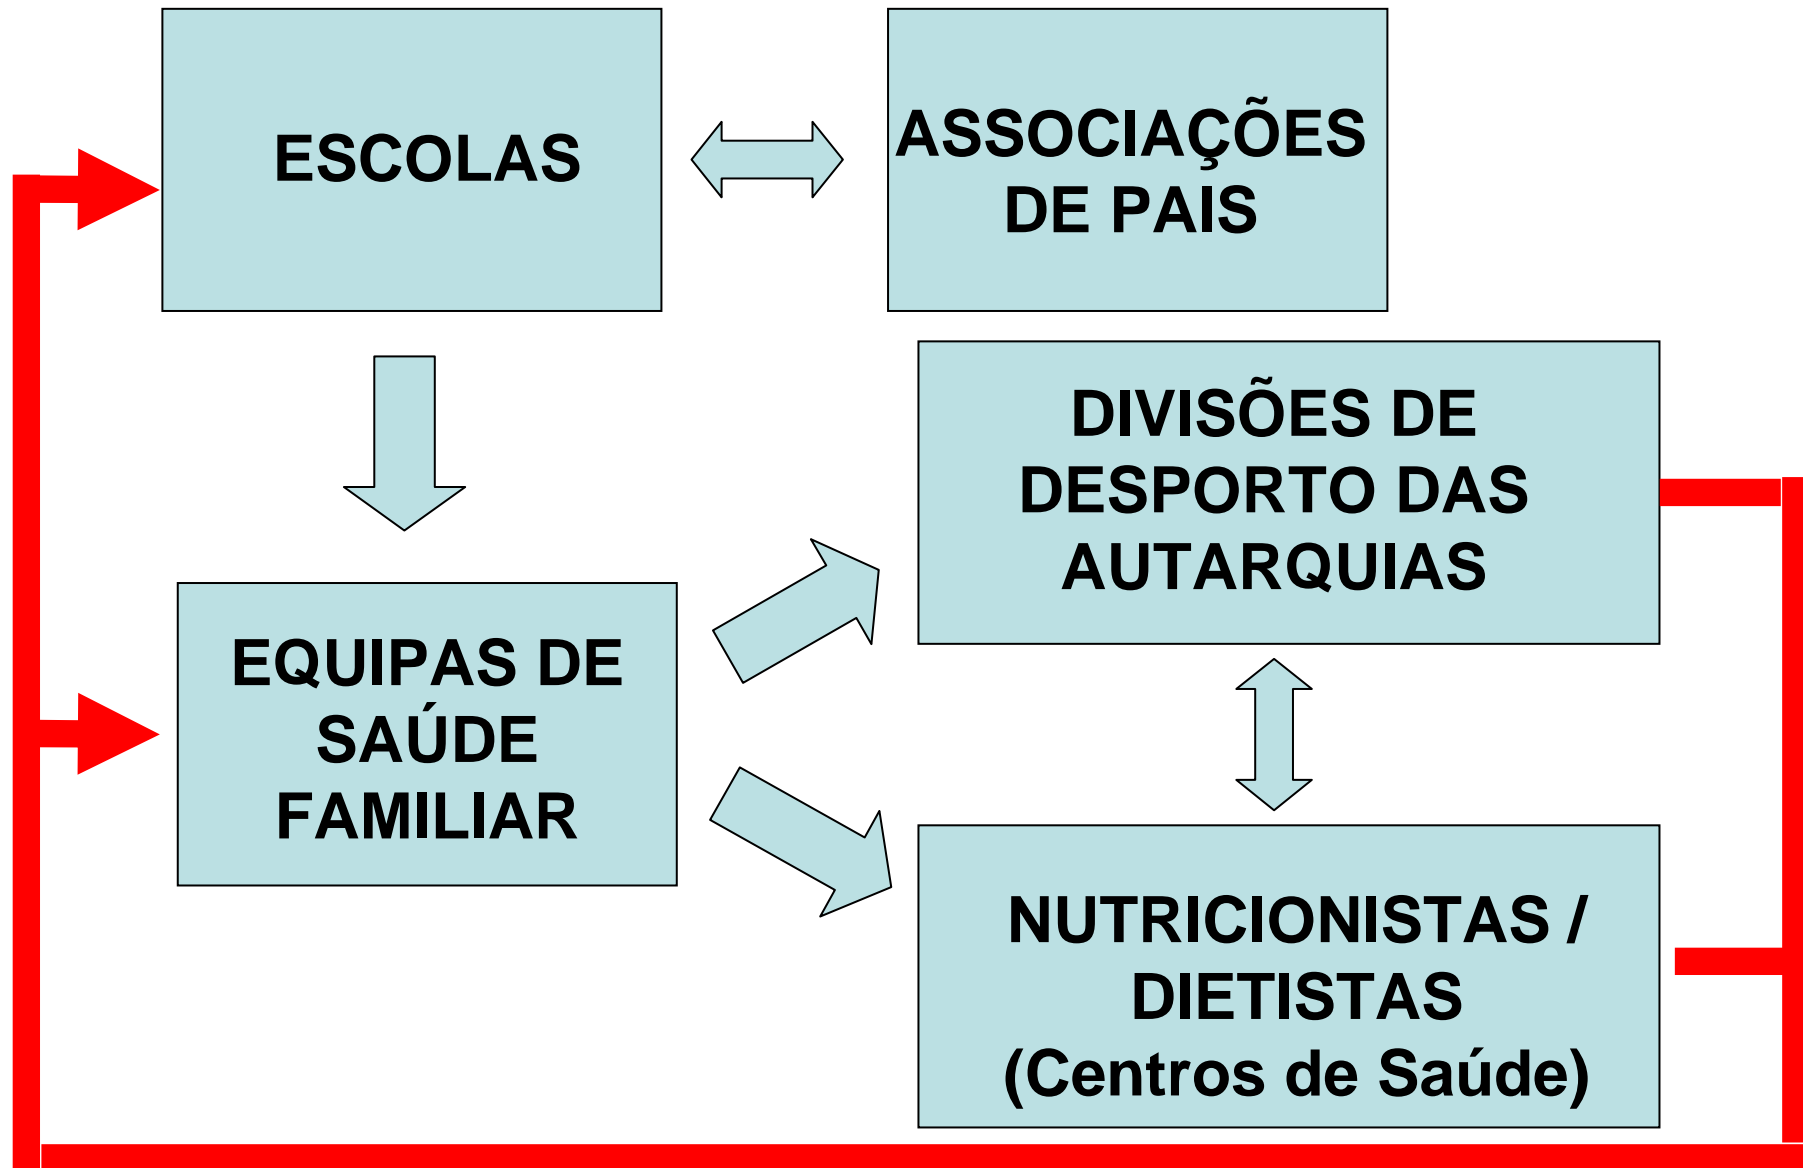 ESCOLAS
ASSOCIAÇÕES
DE PAIS
DIVISÕES DE
DESPORTO DAS
AUTARQUIAS
EQUIPAS DE
SAÚDE
FAMILIAR
NUTRICIONISTAS /
DIETISTAS
(Centros de Saúde)